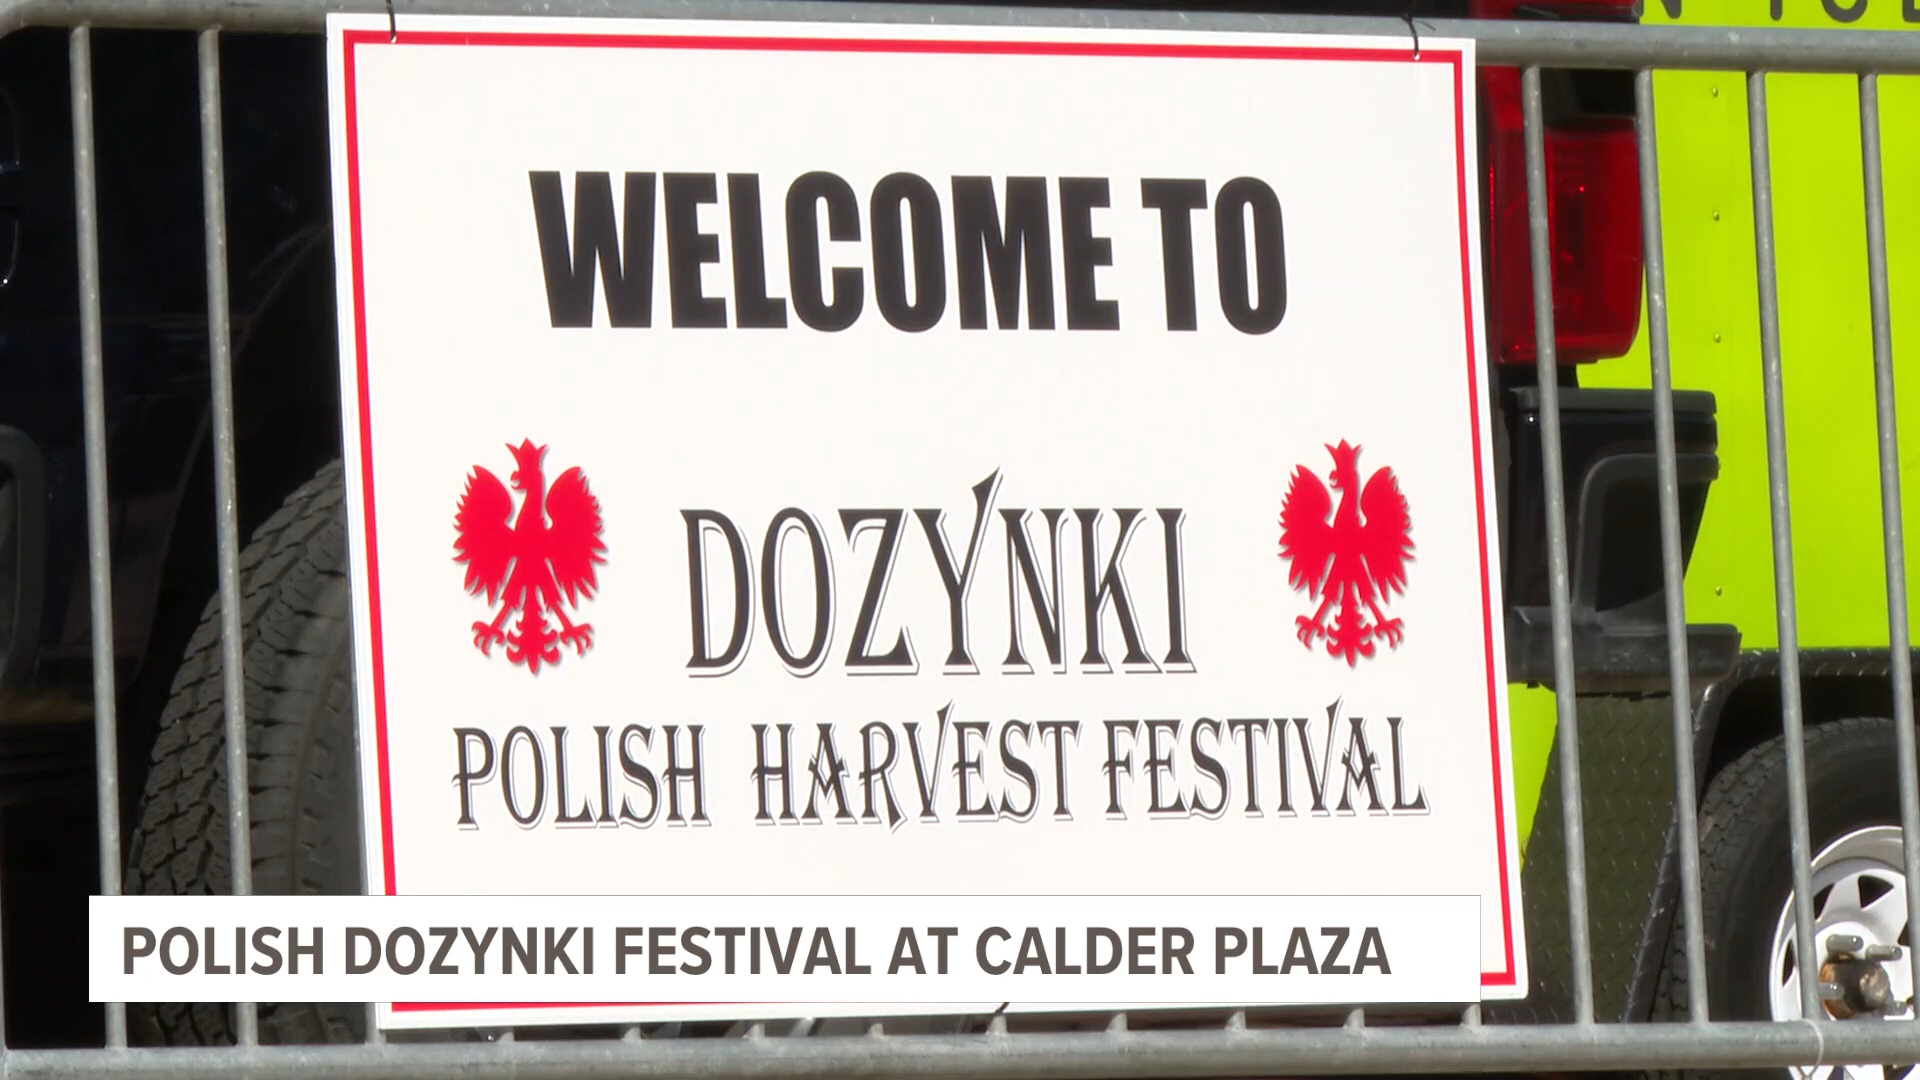 WELCOME TO
DOZYNKI
POLISH HARVEST FESTIVAL
POLISH DOZYNKI FESTIVAL AT CALDER PLAZA